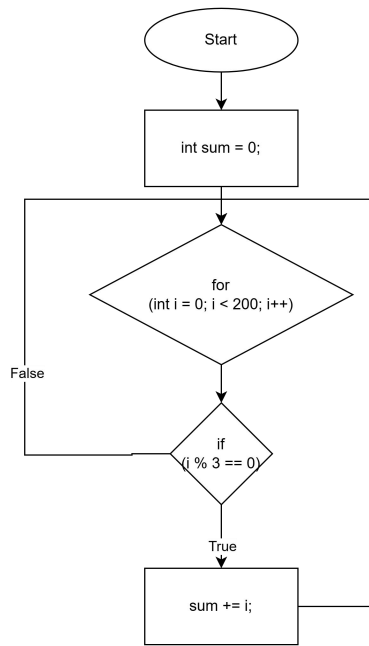 Start
int sum = 0;
for
(int i = 0; i < 200; i++)
False
if
(i % 3 == 0)
True
sum += i;